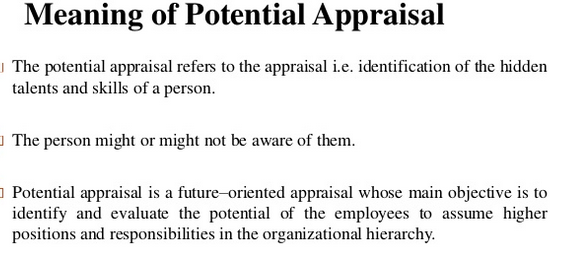 Meaning of Potential Appraisal
The potential appraisal refers to the appraisal i.e. identification of the hidden
talents and skills of a person.
The person might or might not be aware of them.
Potential appraisal is a future–oriented appraisal whose main objective is to
identify and evaluate the potential of the employees to assume higher
positions and responsibilities in the organizational hierarchy.